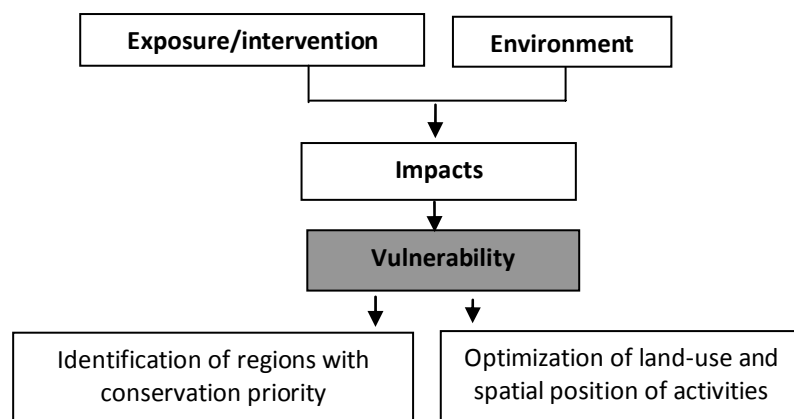 Exposure/intervention
Environment
Impacts
Vulnerability
Identification of regions with
conservation priority
Optimization of land-use and
spatial position of activities